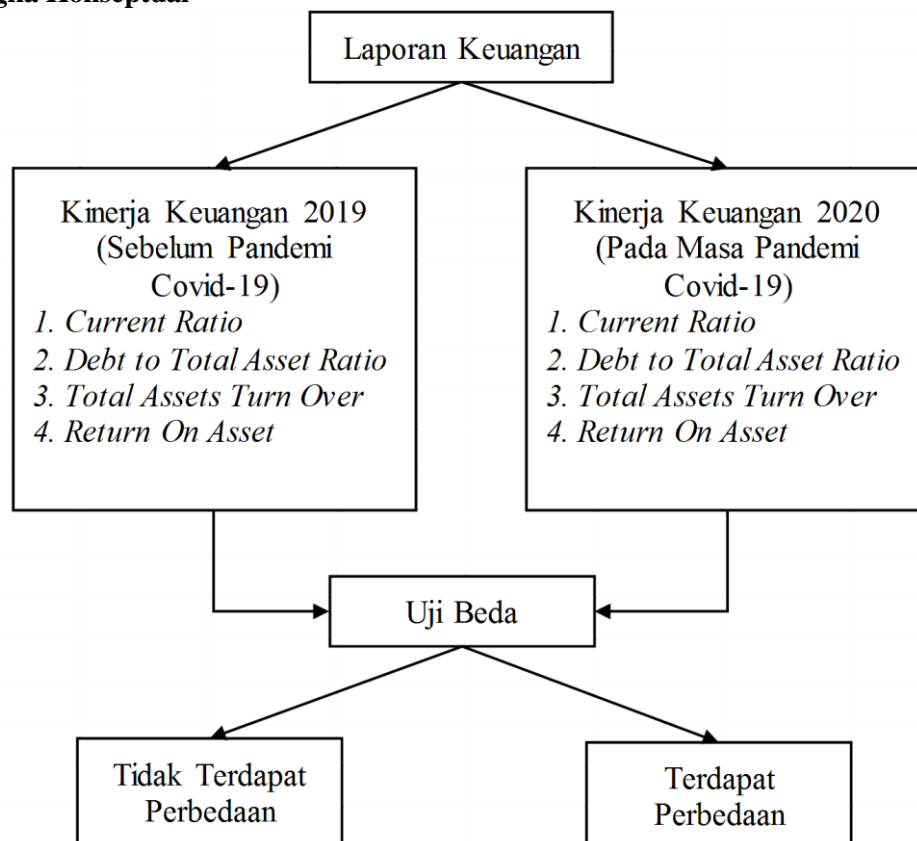 Konseptual
Laporan Keuangan
Kinerja Keuangan 2019
(Sebelum Pandemi
Covid-19)
1. Current Ratio
2. Debt to Total Asset Ratio
3. Total Assets Turn Over
4. Return On Asset
Kinerja Keuangan 2020
(Pada Masa Pandemi
Covid-19)
1. Current Ratio
2. Debt to Total Asset Ratio
3. Total Assets Turn Over
4. Return On Asset
Uji Beda
Tidak Terdapat
Perbedaan
Terdapat
Perbedaan